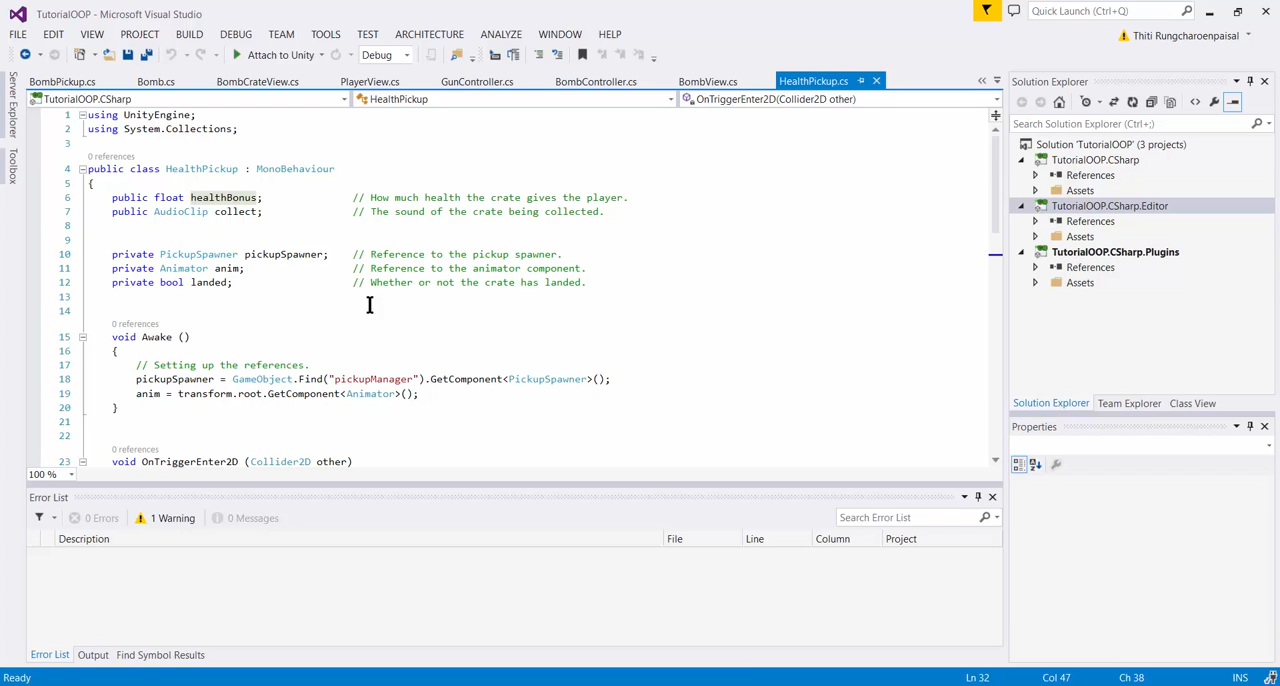 TutorialOOP - Microsoft Visual Studio
Quick Launch (Ctrl+Q)
FILE EDIT VIEW PROJECT BUILD DEBUG TEAM TOOLS TEST ARCHITECTURE ANALYZE WINDOW HELP
Thiti Rungcharoenpaisal
Attach to Unity Debug
Server Explorer
Toolbox
BombPickup.cs Bomb.cs BombCrateView.cs PlayerView.cs GunController.cs BombController.cs BombView.cs HealthPickup.cs
TutorialOOP.CSharp HealthPickup OnTriggerEnter2D(Collider2D other)
1 using UnityEngine;
2 using System.Collections;
3
0 references
4 public class HealthPickup : MonoBehaviour
5 {
6 public float healthBonus; // How much health the crate gives the player.
7 public AudioClip collect; // The sound of the crate being collected.
8
9
10 private PickupSpawner pickupSpawner; // Reference to the pickup spawner.
11 private Animator anim; // Reference to the animator component.
12 private bool landed; // Whether or not the crate has landed.
13
14
0 references
15 void Awake ()
16 {
17 // Setting up the references.
18 pickupSpawner = GameObject.Find("pickupManager").GetComponent<PickupSpawner>();
19 anim = transform.root.GetComponent<Animator>();
20 }
21
22
0 references
23 void OnTriggerEnter2D (Collider2D other)
100 %
Solution Explorer
Search Solution Explorer (Ctrl+;)
Solution 'TutorialOOP' (3 projects)
TutorialOOP.CSharp
References
Assets
TutorialOOP.CSharp.Editor
References
Assets
TutorialOOP.CSharp.Plugins
References
Assets
Solution Explorer Team Explorer Class View
Properties
Error List
0 Errors 1 Warning 0 Messages
Search Error List
Description File Line Column Project
Error List Output Find Symbol Results
Ready Ln 32 Col 47 Ch 38 INS